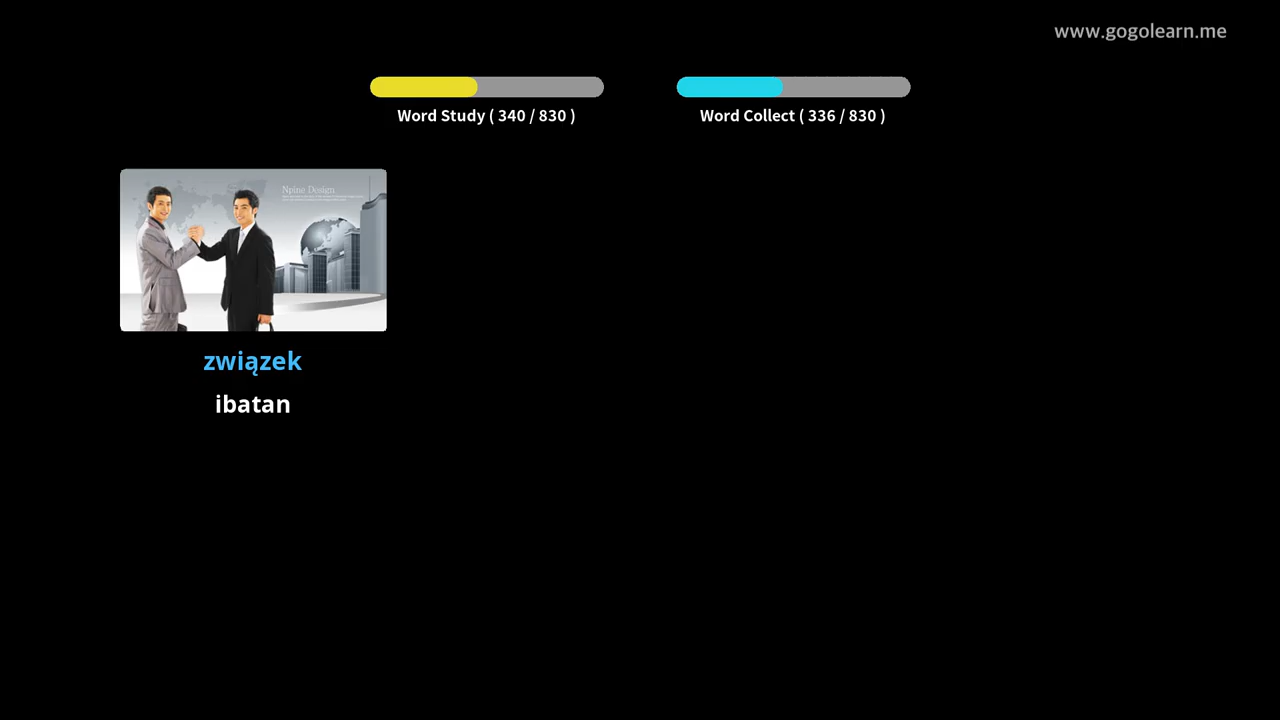 www.gogolearn.me
Word Study ( 340 / 830 )
Word Collect ( 336 / 830 )
Npine Design
związek
ibatan